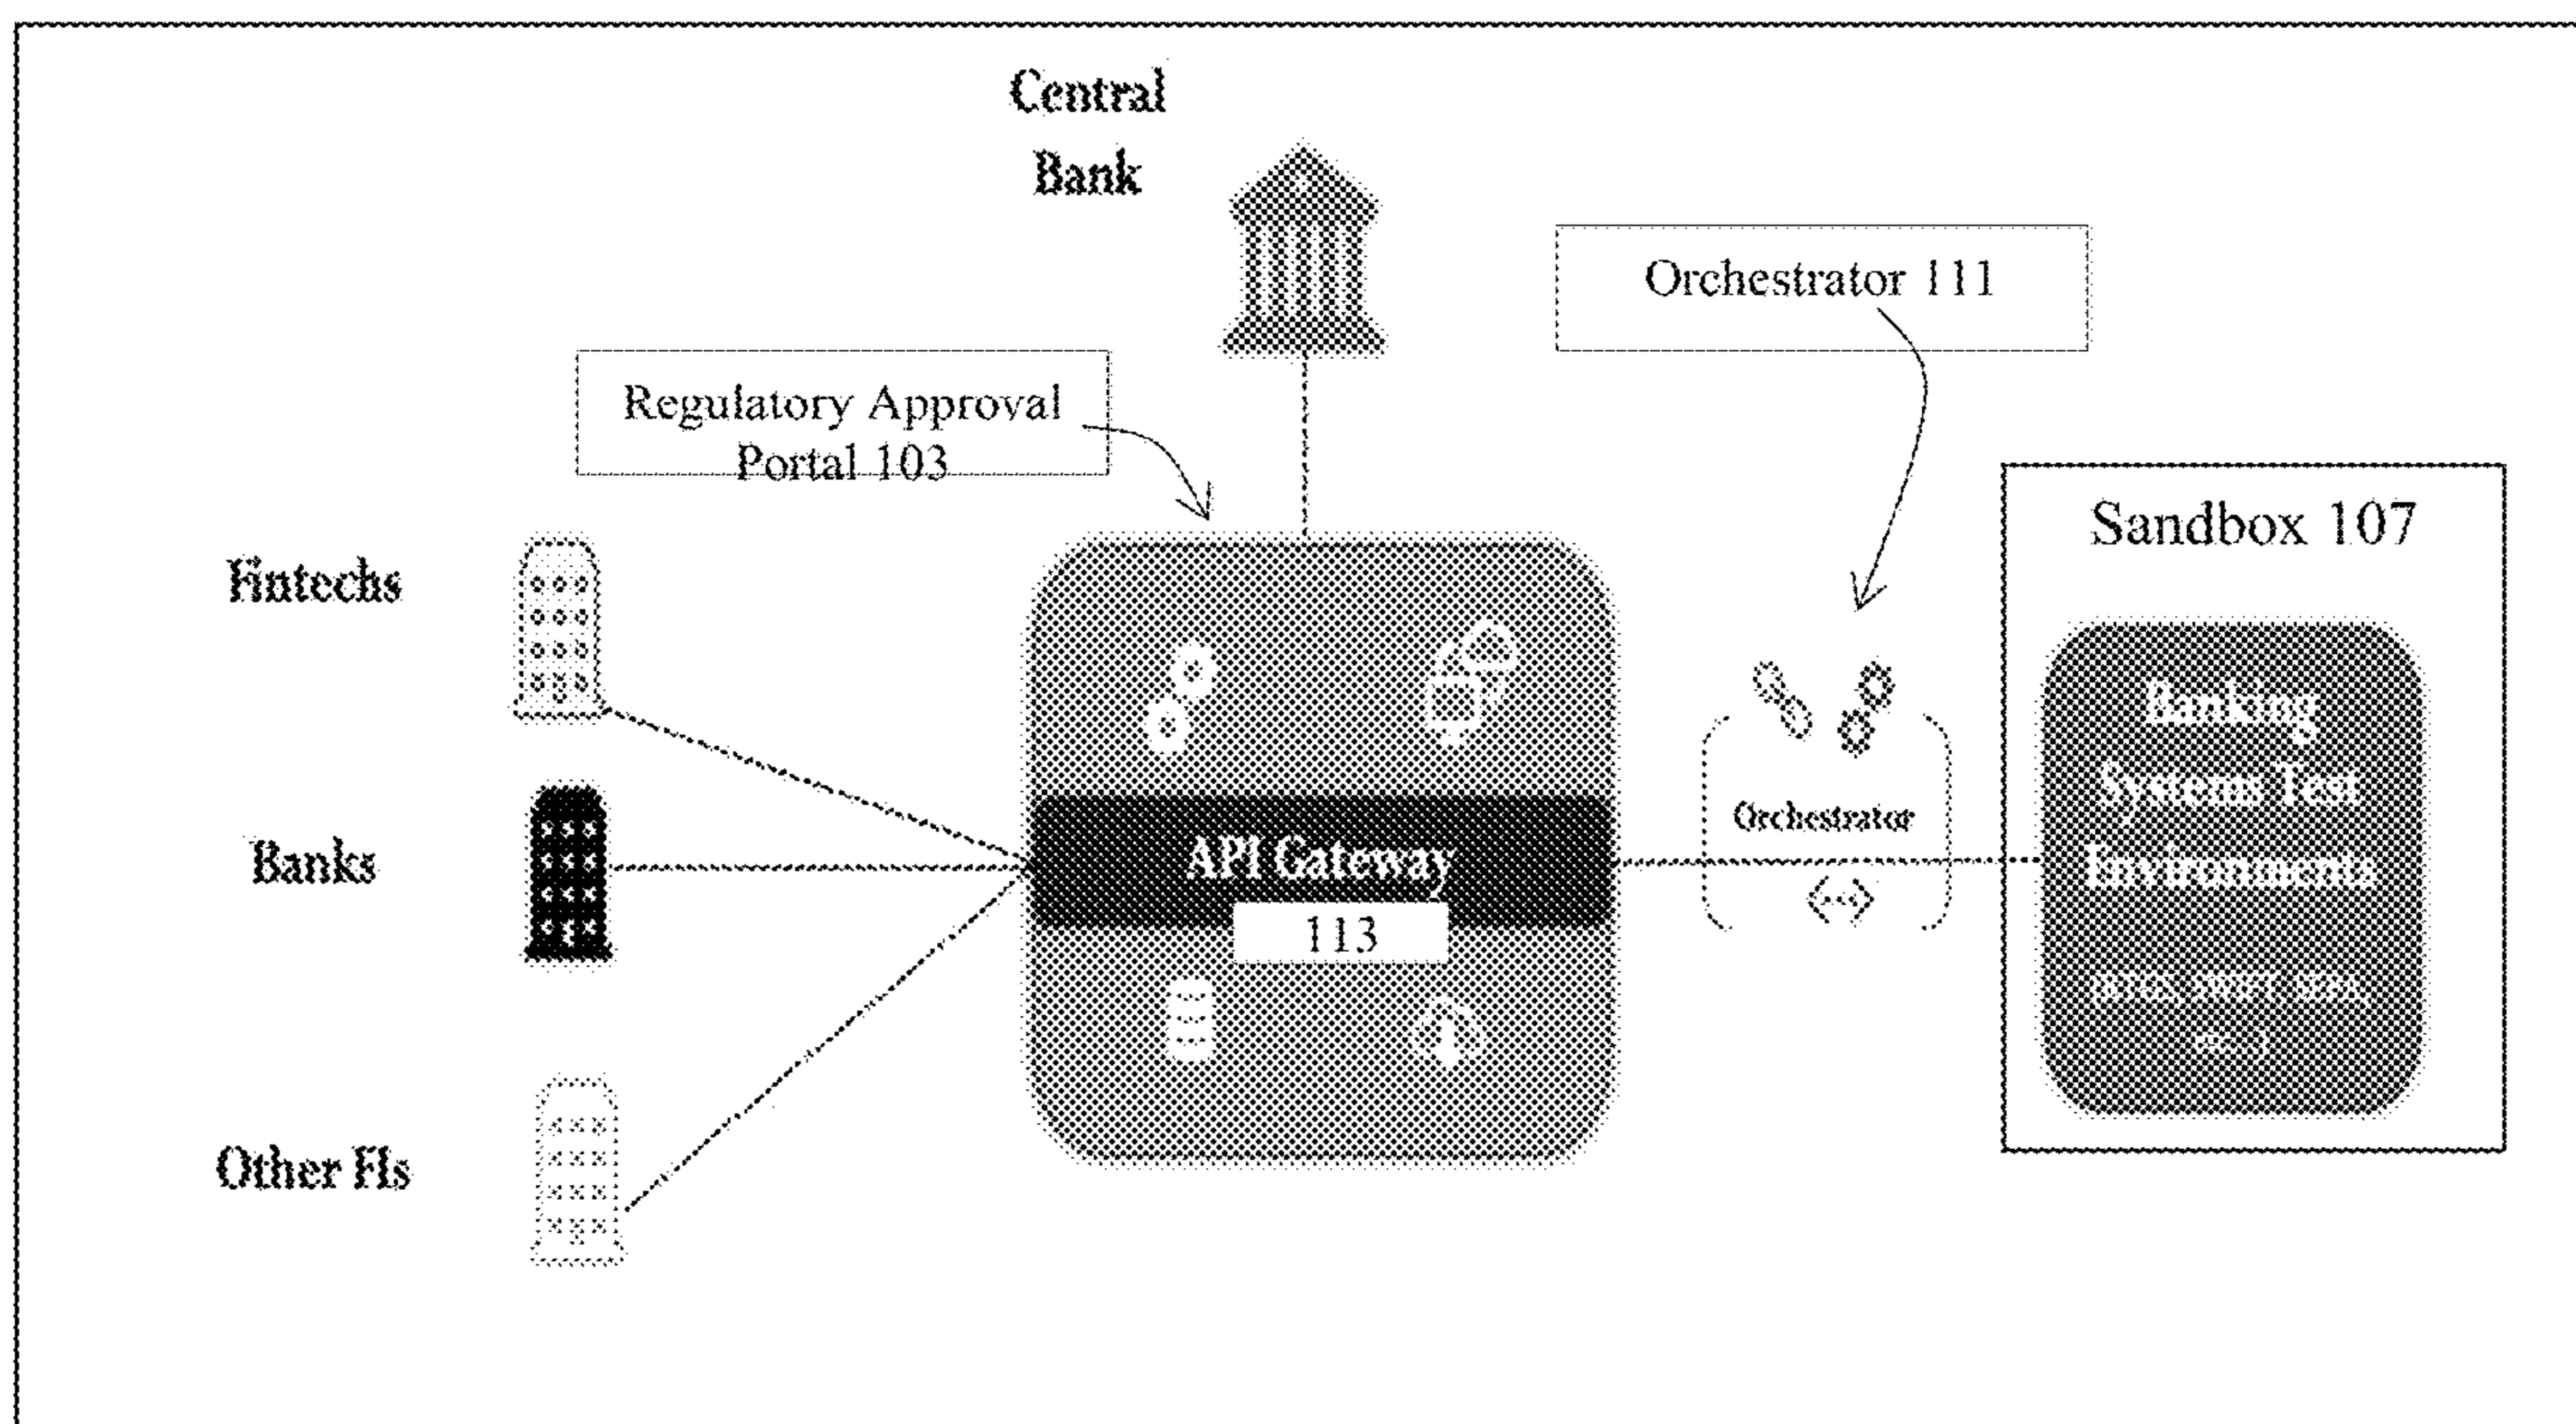 Central
Bank
Orchestrator 111
Regulatory Approval
Portal 103
Sandbox 107
Fintechs
Banks
Other FIs
API Gateway
113
Orchestrator
Banking
Systems Test
Environments